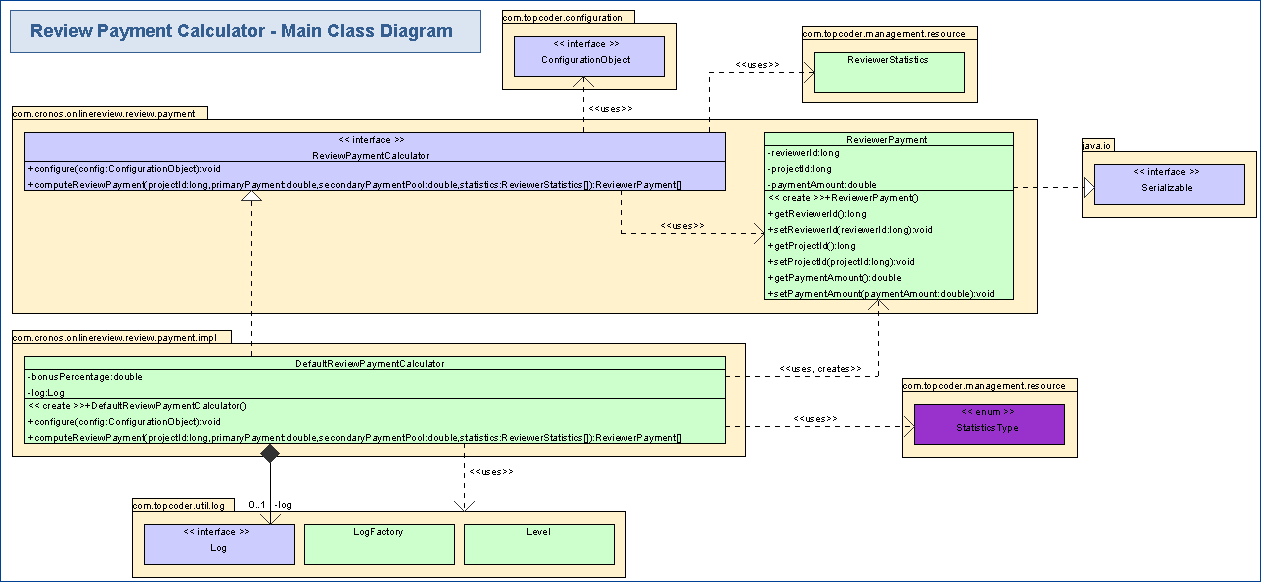 Review Payment Calculator - Main Class Diagram
com.topcoder.configuration
<< interface >>
ConfigurationObject
com.topcoder.management.resource
ReviewerStatistics
<<uses>>
<<uses>>
com.cronos.onlinereview.review.payment
<< interface >>
ReviewPaymentCalculator
+configure(config:ConfigurationObject):void
+computeReviewPayment(projectId:long,primaryPayment:double,secondaryPaymentPool:double,statistics:ReviewerStatistics[]):ReviewerPayment[]
<<uses>>
ReviewerPayment
-reviewerId:long
-projectId:long
-paymentAmount:double
<< create >>+ReviewerPayment()
+getReviewerId():long
+setReviewerId(reviewerId:long):void
+getProjectId():long
+setProjectId(projectId:long):void
+getPaymentAmount():double
+setPaymentAmount(paymentAmount:double):void
java.io
<< interface >>
Serializable
com.cronos.onlinereview.review.payment.impl
DefaultReviewPaymentCalculator
-bonusPercentage:double
-log:Log
<< create >>+DefaultReviewPaymentCalculator()
+configure(config:ConfigurationObject):void
+computeReviewPayment(projectId:long,primaryPayment:double,secondaryPaymentPool:double,statistics:ReviewerStatistics[]):ReviewerPayment[]
<<uses, creates>>
<<uses>>
com.topcoder.management.resource
<< enum >>
StatisticsType
<<uses>>
0..1 -log
com.topcoder.util.log
<< interface >>
Log
LogFactory
Level